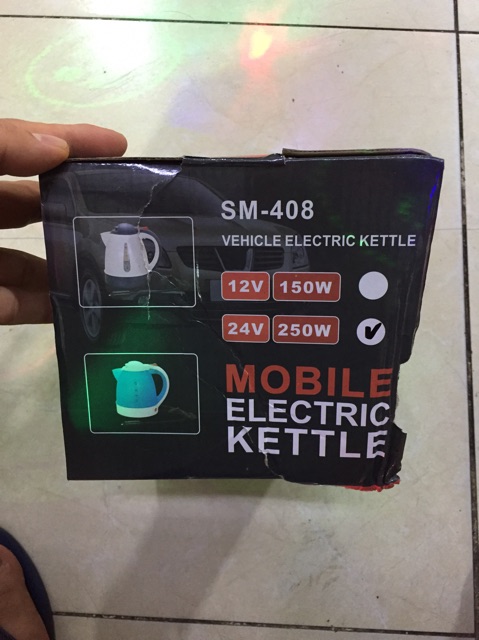 SM-408
VEHICLE ELECTRIC KETTLE
12V 150W
24V 250W
MOBILE
ELECTRIC
KETTLE